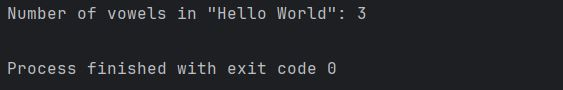 Number of vowels in "Hello World": 3
Process finished with exit code 0